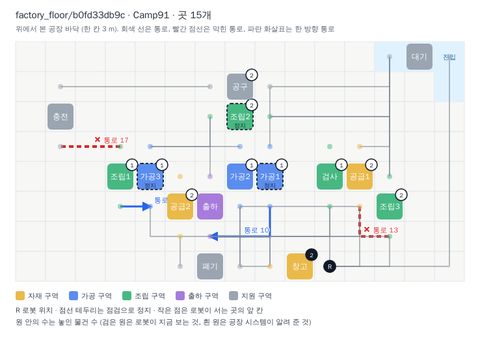 factory_floor/b0fd33db9c · Camp91 · 곳 15개
위에서 본 공장 바닥 (한 칸 3 m). 회색 선은 통로, 빨간 점선은 막힌 통로, 파란 화살표는 한 방향 통로
대기
2
공구
2
조립2
정지
충전
✖ 통로 17
1
조립1
1
가공3
정지
1
가공2
1
가공1
정지
1
검사
2
공급1
통로
2
공급2
출하
2
조립3
통로 10
✖ 통로 13
폐기
2
창고
R
자재 구역
가공 구역
조립 구역
출하 구역
지원 구역
R 로봇 위치 · 점선 테두리는 점검으로 정지 · 작은 점은 로봇이 서는 곳의 앞 칸
원 안의 수는 놓인 물건 수 (검은 원은 로봇이 지금 보는 것, 흰 원은 공장 시스템이 알려 준 것)